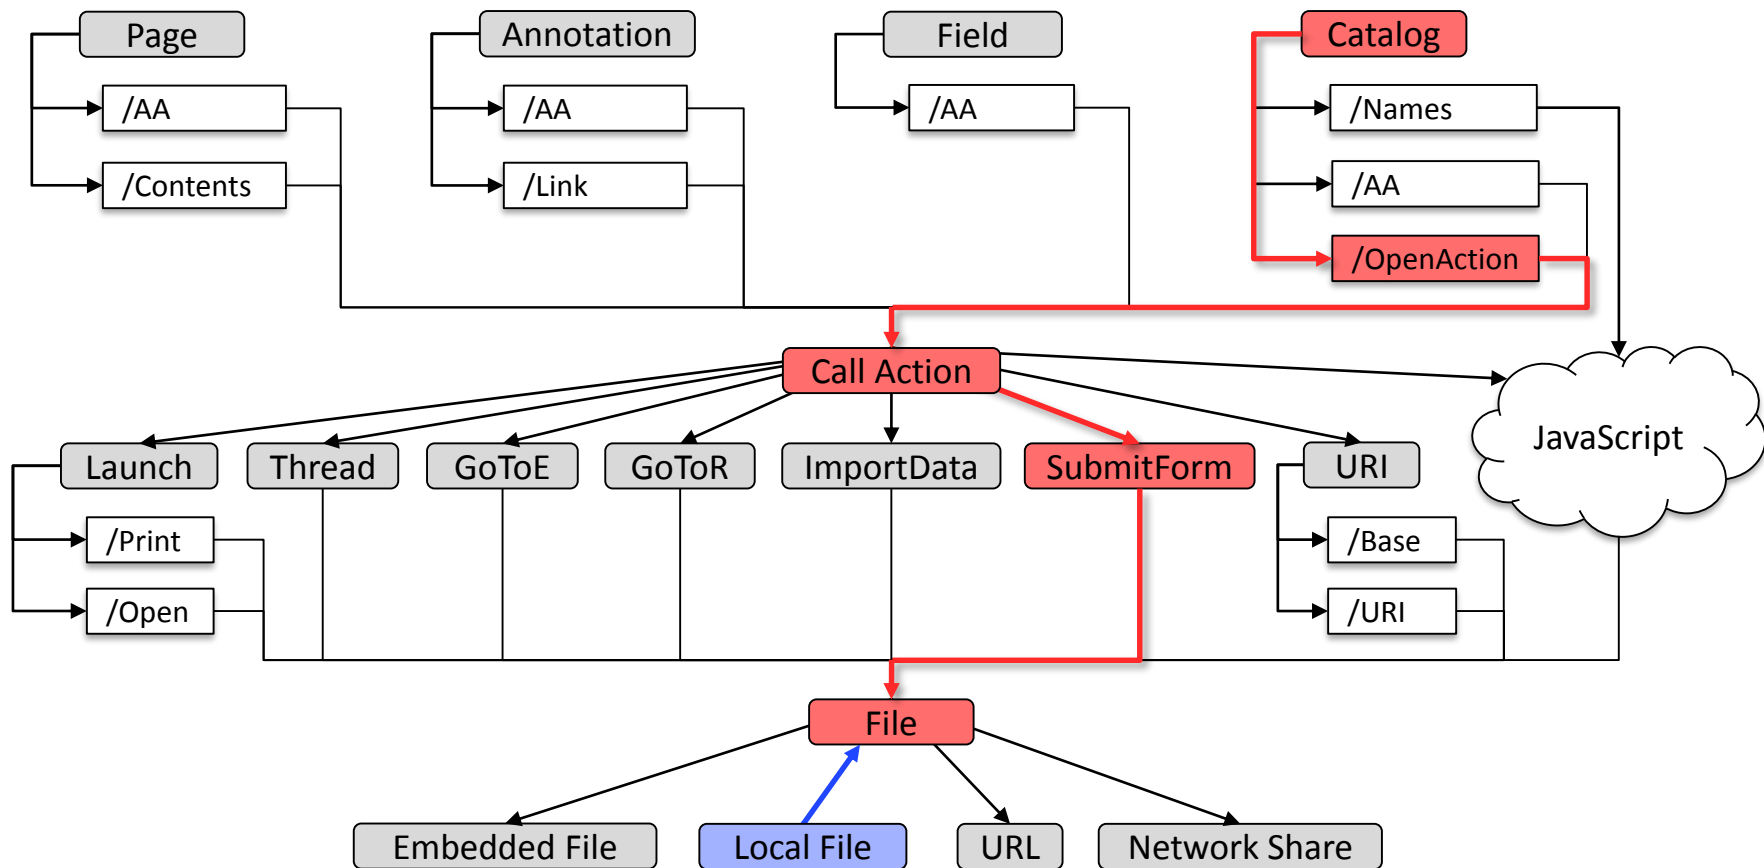 Page
Annotation
Field
Catalog
/AA
/AA
/AA
/Names
/Contents
/Link
/AA
/OpenAction
Call Action
JavaScript
Launch
Thread
GoToE
GoToR
ImportData
SubmitForm
URI
/Print
/Base
/Open
/URI
File
Embedded File
Local File
URL
Network Share